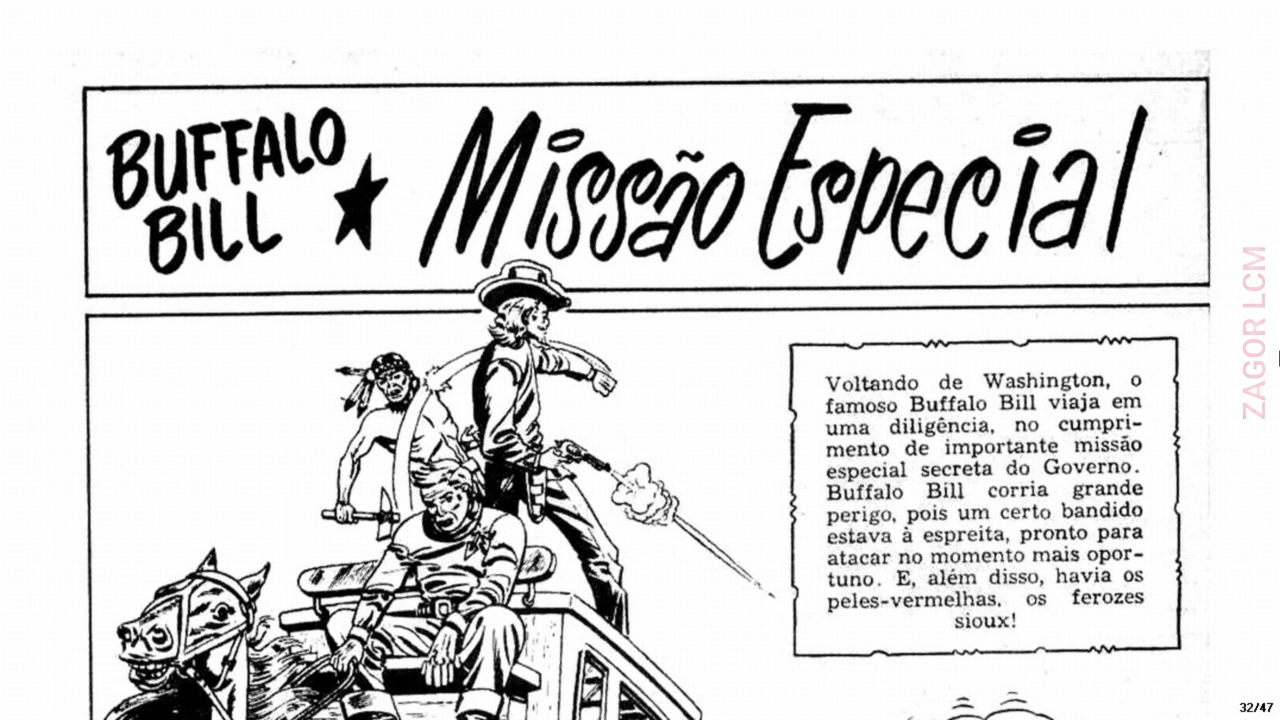 BUFFALO
BILL
Missão Especial
Voltando de Washington, o
famoso Buffalo Bill viaja em
uma diligência, no cumpri-
mento de importante missão
especial secreta do Governo.
Buffalo Bill corria grande
perigo, pois um certo bandido
estava à espreita, pronto para
atacar no momento mais opor-
tuno. E, além disso, havia os
peles-vermelhas, os ferozes
sioux!
ZAGOR LCM
32/47